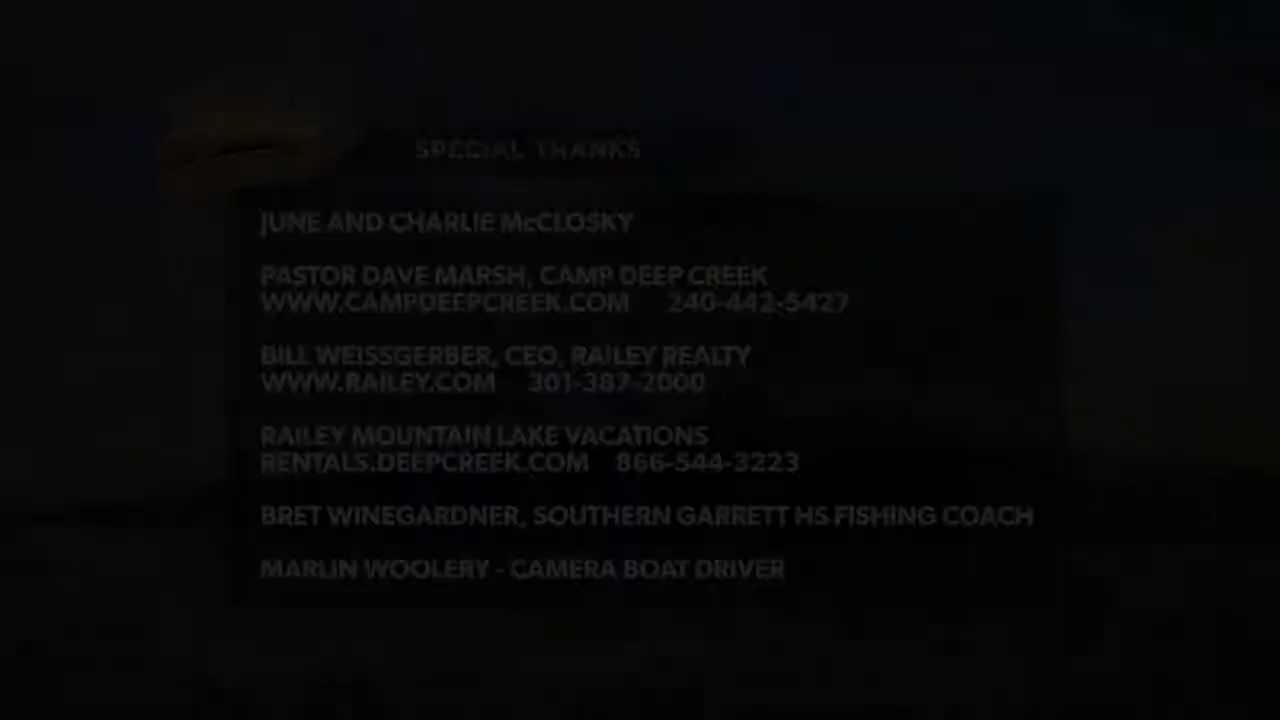 SPECIAL THANKS
JUNE AND CHARLIE McCLOSKY
PASTOR DAVE MARSH, CAMP DEEP CREEK
WWW.CAMPDEEPCREEK.COM 240-442-5427
BILL WEISSGERBER, CEO, RAILEY REALTY
WWW.RAILEY.COM 301-387-2000
RAILEY MOUNTAIN LAKE VACATIONS
RENTALS.DEEPCREEK.COM 866-544-3223
BRET WINEGARDNER, SOUTHERN GARRETT HS FISHING COACH
MARLIN WOOLERY - CAMERA BOAT DRIVER